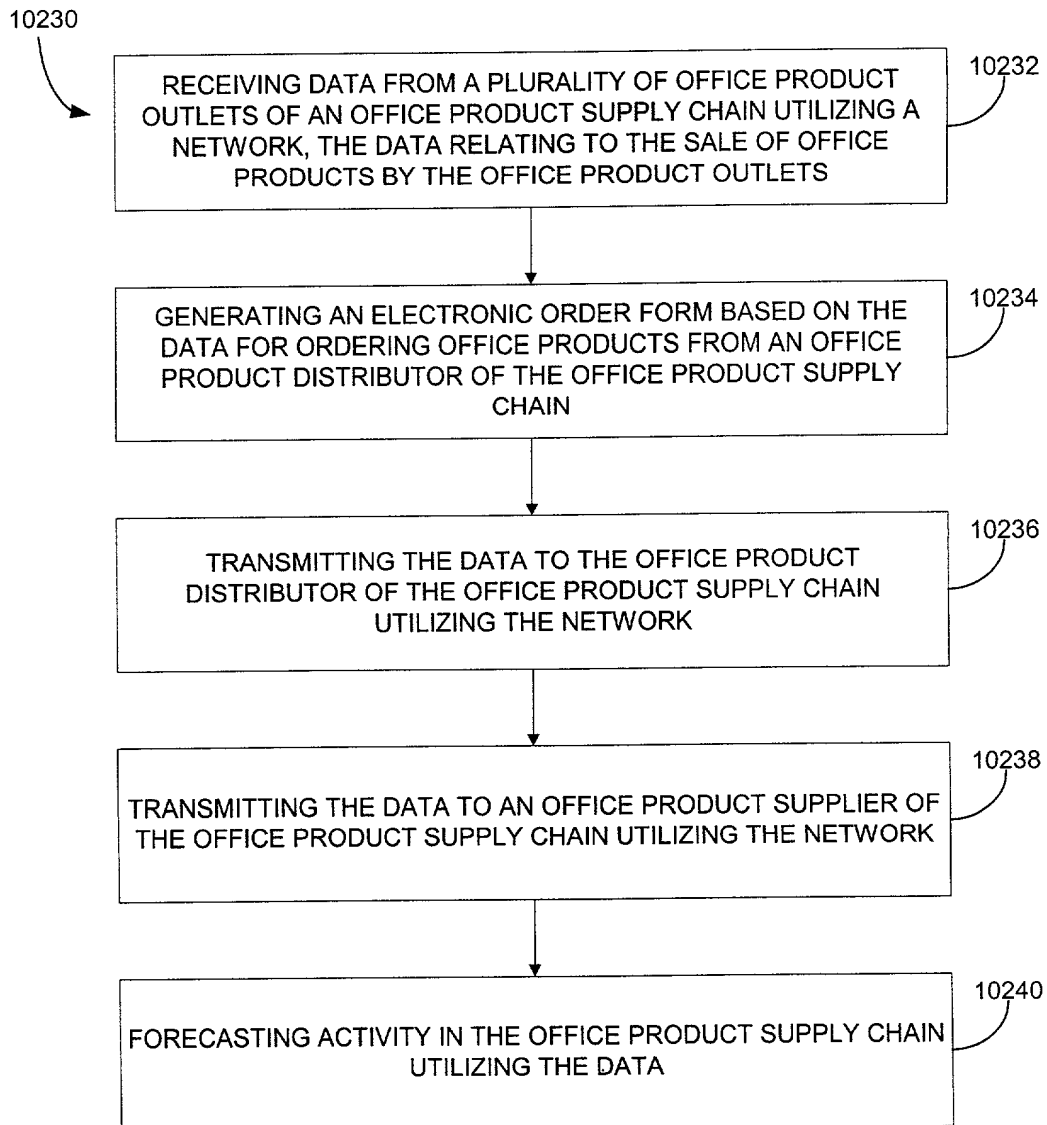 10230
RECEIVING DATA FROM A PLURALITY OF OFFICE PRODUCT
OUTLETS OF AN OFFICE PRODUCT SUPPLY CHAIN UTILIZING A
NETWORK, THE DATA RELATING TO THE SALE OF OFFICE
PRODUCTS BY THE OFFICE PRODUCT OUTLETS
10232
GENERATING AN ELECTRONIC ORDER FORM BASED ON THE
DATA FOR ORDERING OFFICE PRODUCTS FROM AN OFFICE
PRODUCT DISTRIBUTOR OF THE OFFICE PRODUCT SUPPLY
CHAIN
10234
TRANSMITTING THE DATA TO THE OFFICE PRODUCT
DISTRIBUTOR OF THE OFFICE PRODUCT SUPPLY CHAIN
UTILIZING THE NETWORK
10236
TRANSMITTING THE DATA TO AN OFFICE PRODUCT SUPPLIER OF
THE OFFICE PRODUCT SUPPLY CHAIN UTILIZING THE NETWORK
10238
FORECASTING ACTIVITY IN THE OFFICE PRODUCT SUPPLY CHAIN
UTILIZING THE DATA
10240